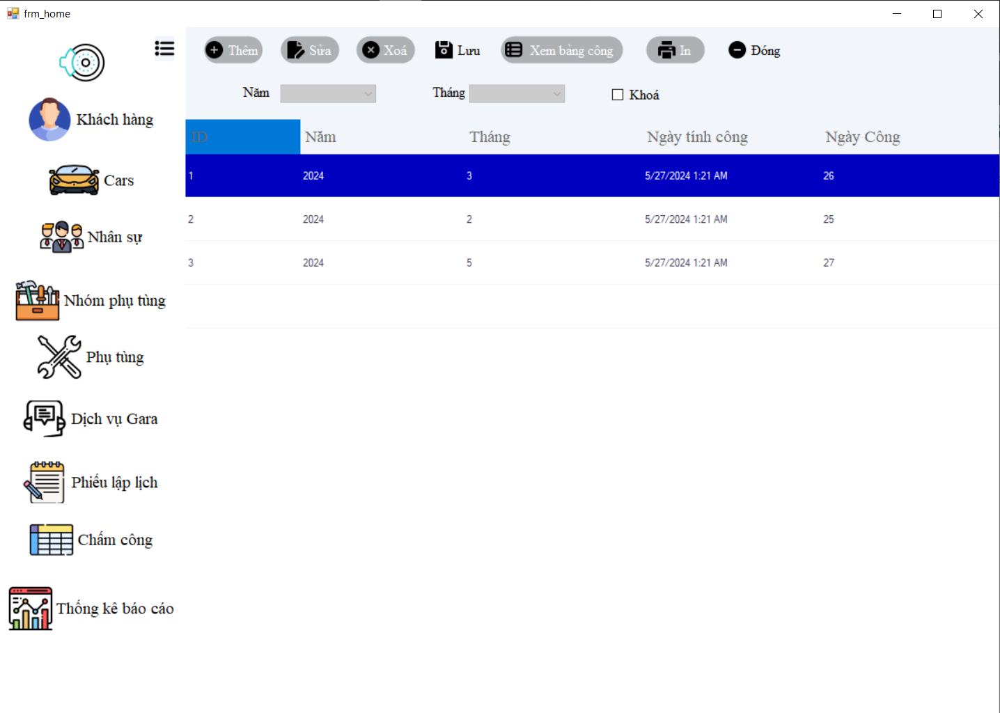 frm_home
Thêm Sửa Xoá Lưu Xem bảng công In Đóng
Năm Tháng Khoá
Khách hàng
Cars
Nhân sự
Nhóm phụ tùng
Phụ tùng
Dịch vụ Gara
Phiếu lập lịch
Chấm công
Thống kê báo cáo
ID Năm Tháng Ngày tính công Ngày Công
1 2024 3 5/27/2024 1:21 AM 26
2 2024 2 5/27/2024 1:21 AM 25
3 2024 5 5/27/2024 1:21 AM 27